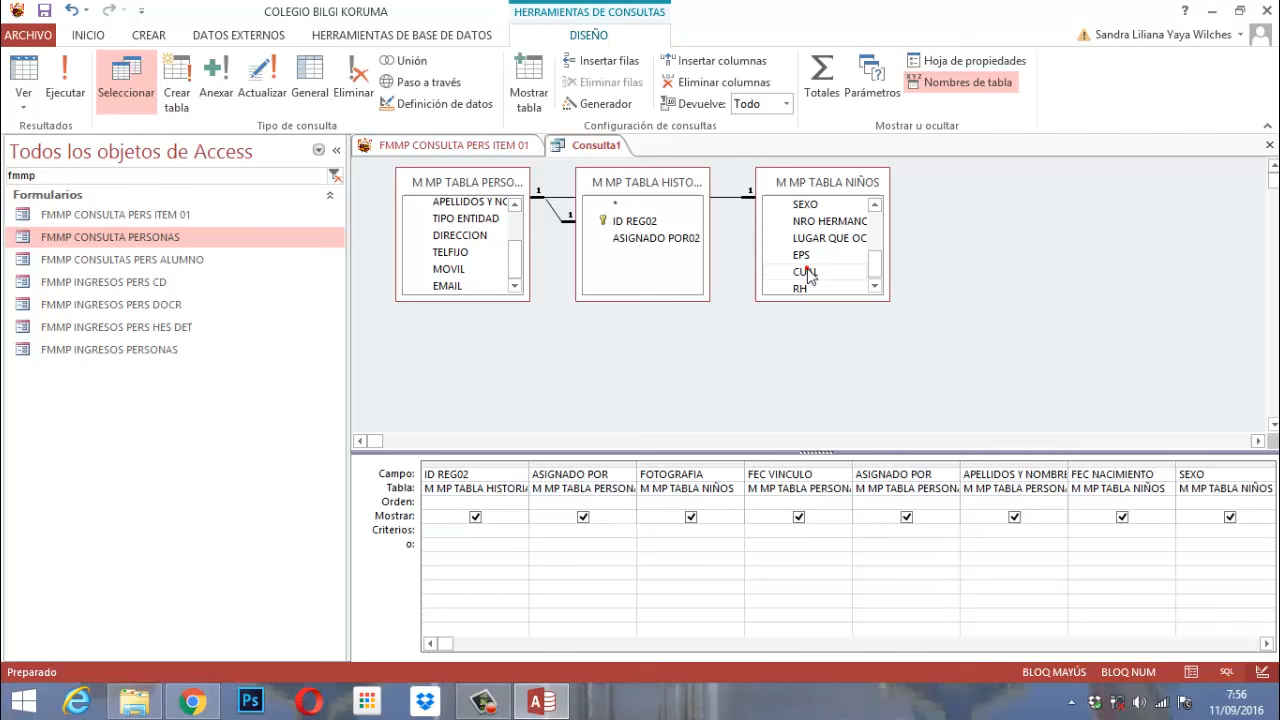 COLEGIO BILGI KORUMA
HERRAMIENTAS DE CONSULTAS
?
ARCHIVO INICIO CREAR DATOS EXTERNOS HERRAMIENTAS DE BASE DE DATOS DISEÑO Sandra Liliana Yaya Wilches
Ver
Ejecutar
Resultados
Seleccionar
Crear tabla
Anexar
Actualizar
General
Eliminar
Unión
Paso a través
Definición de datos
Tipo de consulta
Mostrar tabla
Insertar filas
Eliminar filas
Generador
Insertar columnas
Eliminar columnas
Devuelve: Todo
Configuración de consultas
Totales
Parámetros
Hoja de propiedades
Nombres de tabla
Mostrar u ocultar
Todos los objetos de Access
fmmp
Formularios
FMMP CONSULTA PERS ITEM 01
FMMP CONSULTA PERSONAS
FMMP CONSULTAS PERS ALUMNO
FMMP INGRESOS PERS CD
FMMP INGRESOS PERS DOCR
FMMP INGRESOS PERS HES DET
FMMP INGRESOS PERSONAS
FMMP CONSULTA PERS ITEM 01
Consulta1
M MP TABLA PERSO...
APELLIDOS Y NO
TIPO ENTIDAD
DIRECCION
TELFIJO
MOVIL
EMAIL
1
1
M MP TABLA HISTO...
*
ID REG02
ASIGNADO POR02
1
M MP TABLA NIÑOS
SEXO
NRO HERMANC
LUGAR QUE OC
EPS
RH
Campo: ID REG02 ASIGNADO POR FOTOGRAFIA FEC VINCULO ASIGNADO POR APELLIDOS Y NOMBRE FEC NACIMIENTO SEXO
Tabla: M MP TABLA HISTORIA M MP TABLA PERSONA M MP TABLA NIÑOS M MP TABLA PERSONA M MP TABLA PERSONA M MP TABLA PERSONA M MP TABLA NIÑOS M MP TABLA NIÑOS
Orden:
Mostrar:
Criterios:
o:
Preparado
BLOQ MAYÚS BLOQ NUM SQL
7:56
11/09/2016